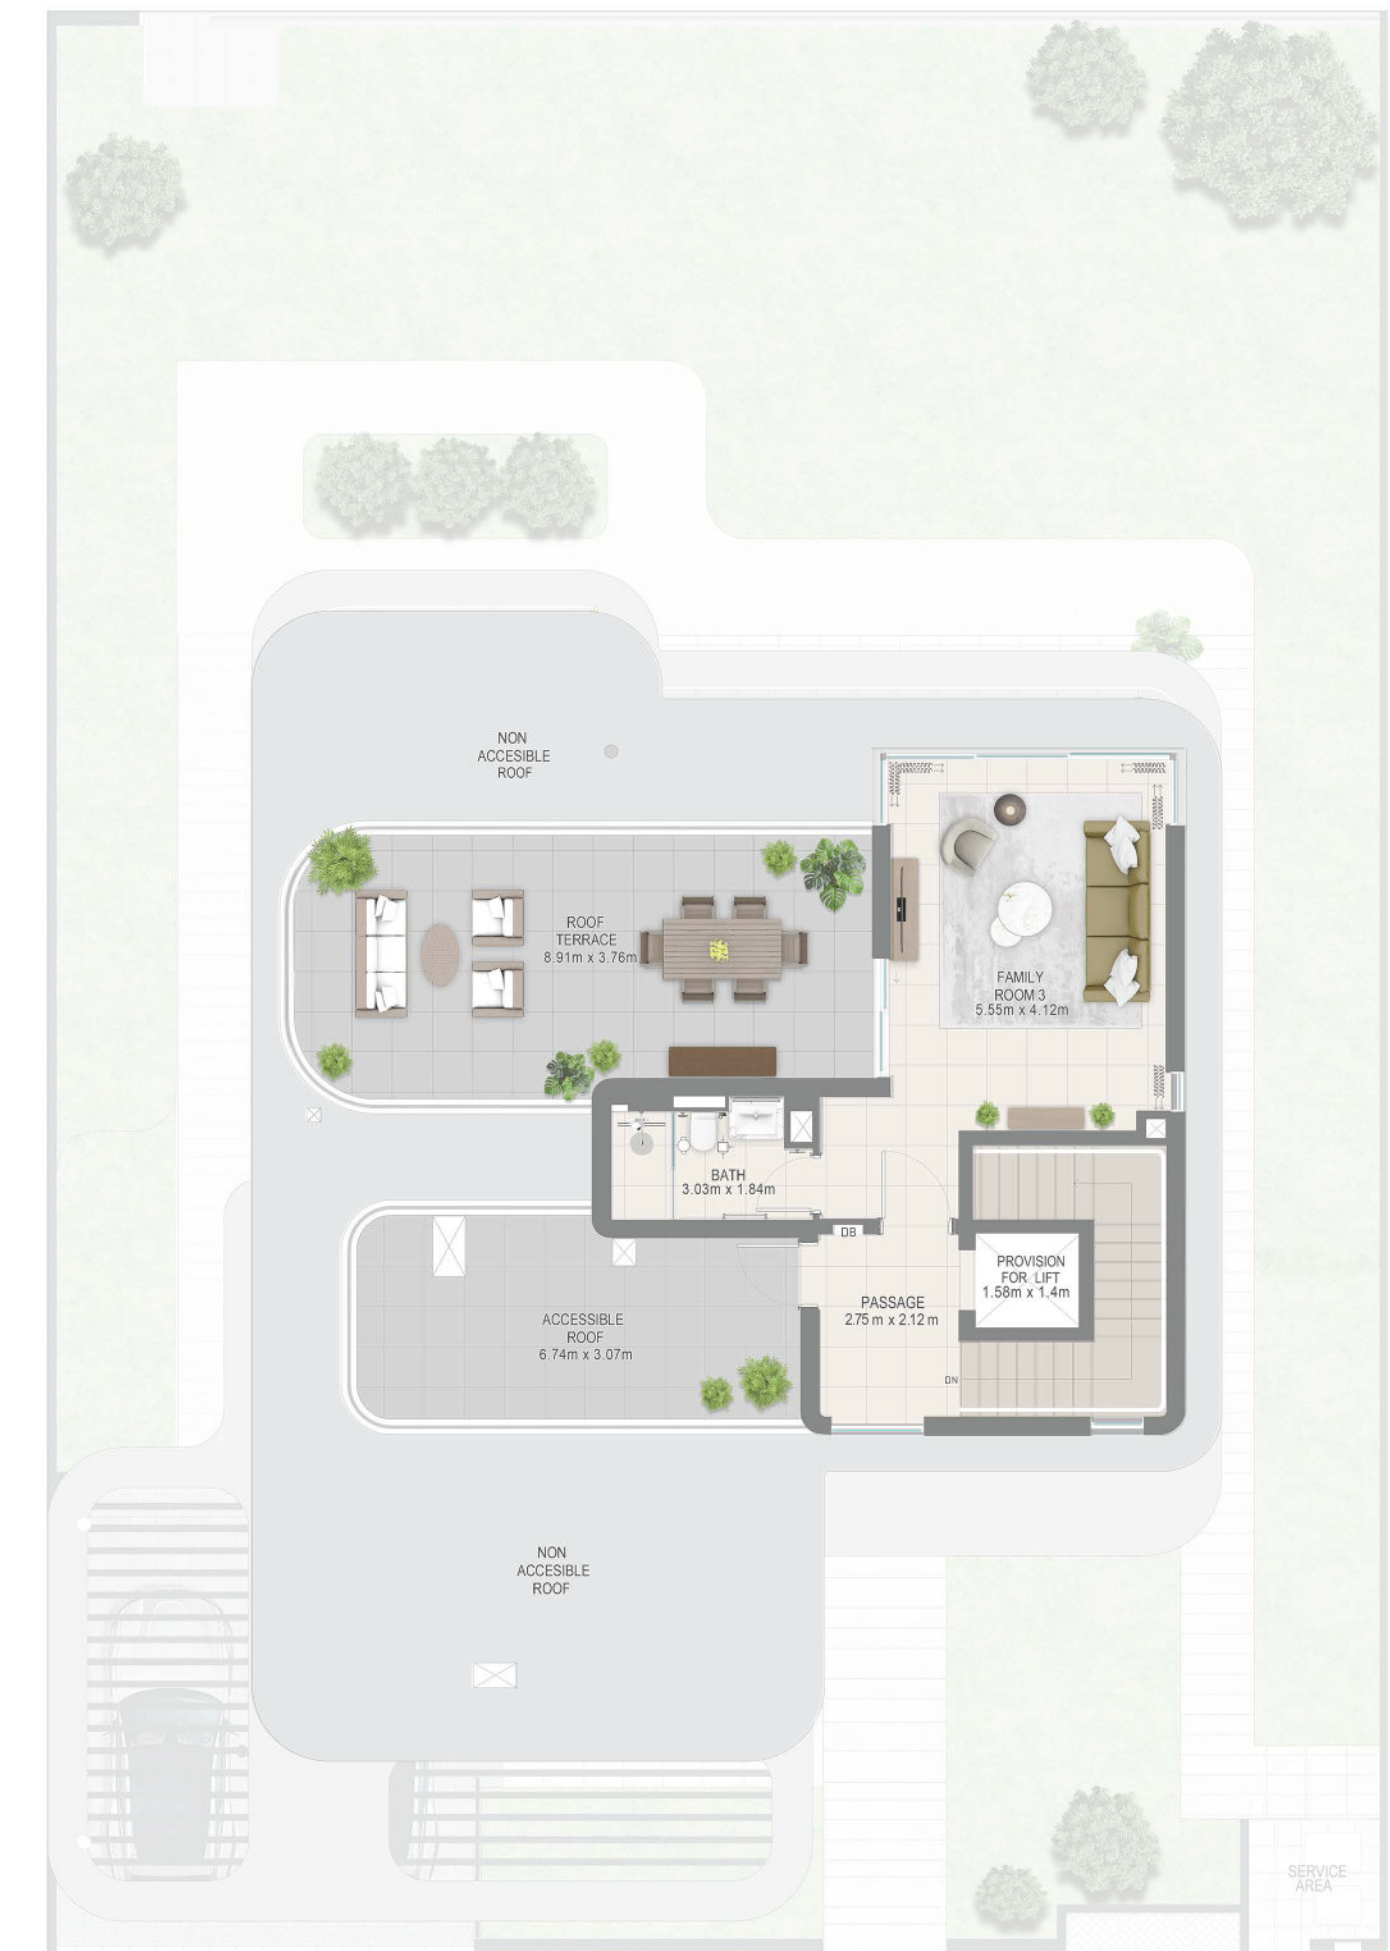 NON
ACCESIBLE
ROOF
ROOF
TERRACE
8.91m x 3.76m
FAMILY
ROOM 3
5.55m x 4.12m
BATH
3.03m x 1.84m
DB
PROVISION
FOR LIFT
1.58m x 1.4m
PASSAGE
2.75 m x 2.12 m
ACCESSIBLE
ROOF
6.74m x 3.07m
DN
NON
ACCESIBLE
ROOF
SERVICE
AREA